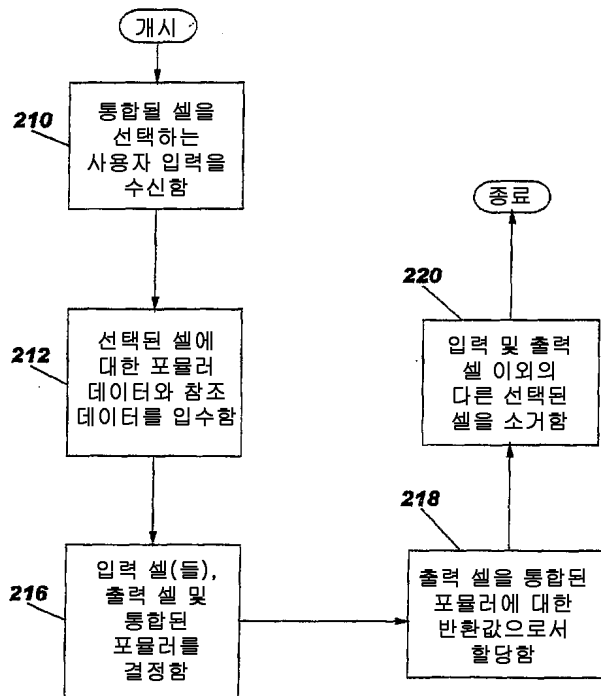 개시
210
통합될 셀을
선택하는
사용자 입력을
수신함
212
선택된 셀에
대한 포뮬러
데이터와 참조
데이터를 입수함
216
입력 셀(들),
출력 셀 및
통합된
포뮬러를
결정함
218
출력 셀을 통합된
포뮬러에 대한
반환값으로서
할당함
220
입력 및 출력
셀 이외의
다른 선택된
셀을 소거함
종료